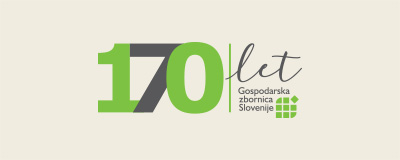 170 let
Gospodarska
zbornica
Slovenije